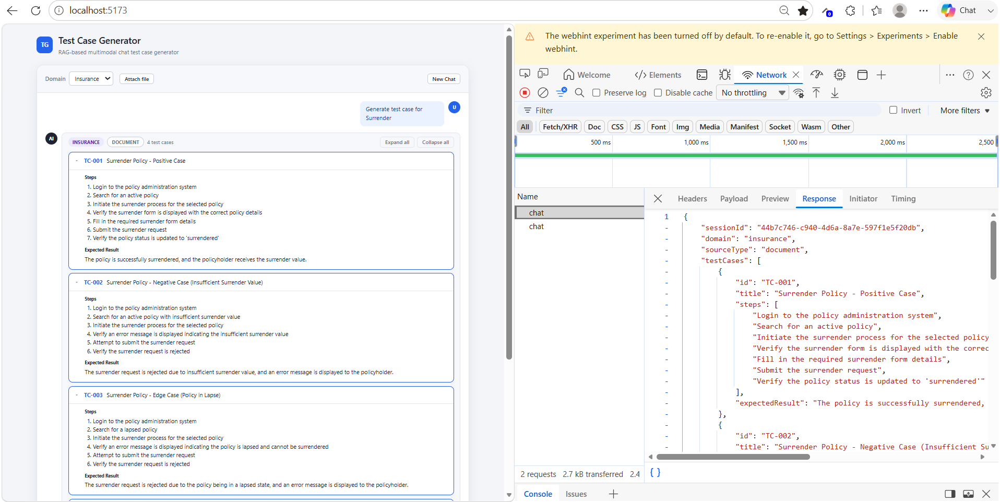 localhost:5173
0
Chat
TG
Test Case Generator
RAG-based multimodal chat test case generator
Domain
Insurance
Attach file
New Chat
Generate test case for
Surrender
U
AI
INSURANCE
DOCUMENT
4 test cases
Expand all
Collapse all
TC-001 Surrender Policy - Positive Case
Steps
1. Login to the policy administration system
2. Search for an active policy
3. Initiate the surrender process for the selected policy
4. Verify the surrender form is displayed with the correct policy details
5. Fill in the required surrender form details
6. Submit the surrender request
7. Verify the policy status is updated to 'surrendered'
Expected Result
The policy is successfully surrendered, and the policyholder receives the surrender value.
TC-002 Surrender Policy - Negative Case (Insufficient Surrender Value)
Steps
1. Login to the policy administration system
2. Search for an active policy with insufficient surrender value
3. Initiate the surrender process for the selected policy
4. Verify an error message is displayed indicating the insufficient surrender value
5. Attempt to submit the surrender request
6. Verify the surrender request is rejected
Expected Result
The surrender request is rejected due to insufficient surrender value, and an error message is displayed to the policyholder.
TC-003 Surrender Policy - Edge Case (Policy in Lapse)
Steps
1. Login to the policy administration system
2. Search for a lapsed policy
3. Initiate the surrender process for the selected policy
4. Verify an error message is displayed indicating the policy is lapsed and cannot be surrendered
5. Attempt to submit the surrender request
6. Verify the surrender request is rejected
Expected Result
The surrender request is rejected due to the policy being in a lapsed state, and an error message is displayed to the policyholder.
The webhint experiment has been turned off by default. To re-enable it, go to Settings > Experiments > Enable
webhint.
Welcome
Elements
Network
Preserve log
Disable cache
No throttling
Filter
Invert
More filters
All
Fetch/XHR
Doc
CSS
JS
Font
Img
Media
Manifest
Socket
Wasm
Other
500 ms
1,000 ms
1,500 ms
2,000 ms
2,500
Name
chat
chat
Headers
Payload
Preview
Response
Initiator
Timing
1 {
- "sessionId": "44b7c746-c940-4d6a-8a7e-597f1e5f20db",
- "domain": "insurance",
- "sourceType": "document",
- "testCases": [
- {
- "id": "TC-001",
- "title": "Surrender Policy - Positive Case",
- "steps": [
- "Login to the policy administration system",
- "Search for an active policy",
- "Initiate the surrender process for the selected policy
- "Verify the surrender form is displayed with the correc
- "Fill in the required surrender form details",
- "Submit the surrender request",
- "Verify the policy status is updated to 'surrendered'"
- ],
- "expectedResult": "The policy is successfully surrendered,
- },
- {
- "id": "TC-002",
- "title": "Surrender Policy - Negative Case (Insufficient Su
2 requests 2.7 kB transferred 2.4
{ }
Console
Issues